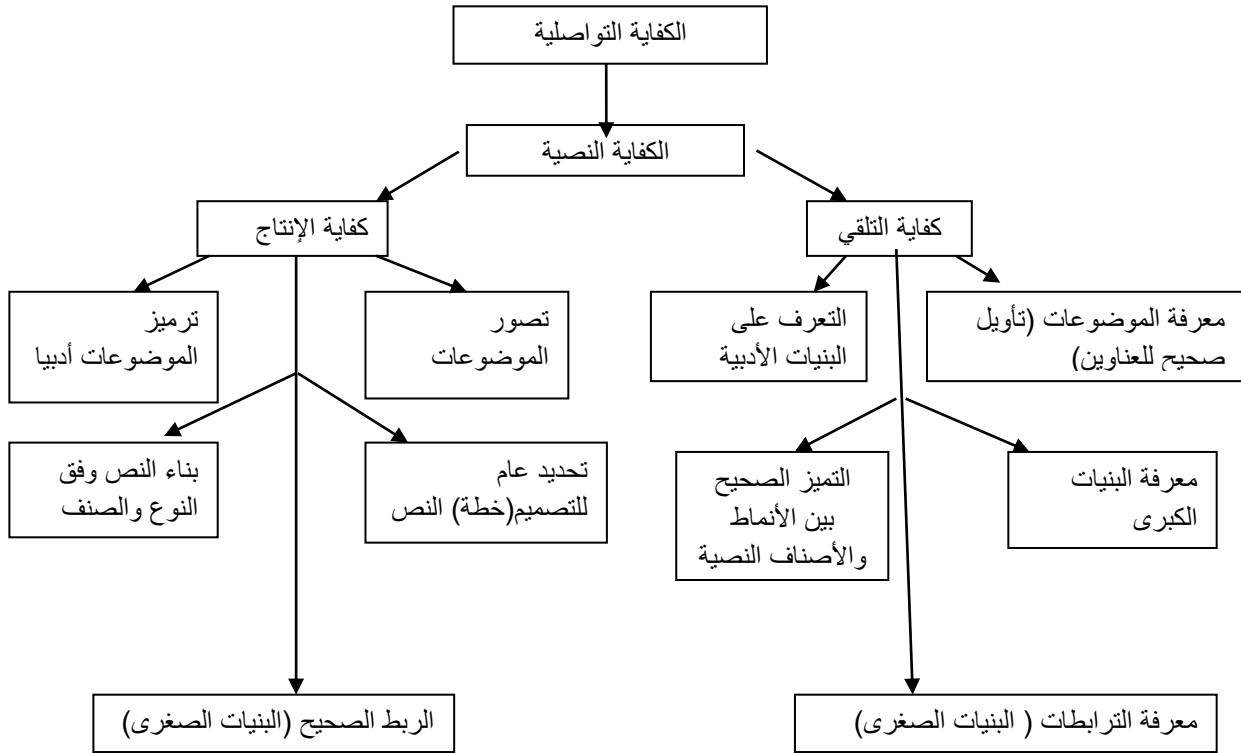 الكفاية التواصلية
الكفاية النصية
كفاية التلقي
كفاية الإنتاج
معرفة الموضوعات (تأويل
صحيح للعناوين)
التعرف على
البنيات الأدبية
تصور
الموضوعات
ترميز
الموضوعات أدبيا
معرفة البنيات
الكبرى
التميز الصحيح
بين الأنماط
والأصناف النصية
تحديد عام
للتصميم(خطة) النص
بناء النص وفق
النوع والصنف
معرفة الترابطات ( البنيات الصغرى)
الربط الصحيح (البنيات الصغرى)